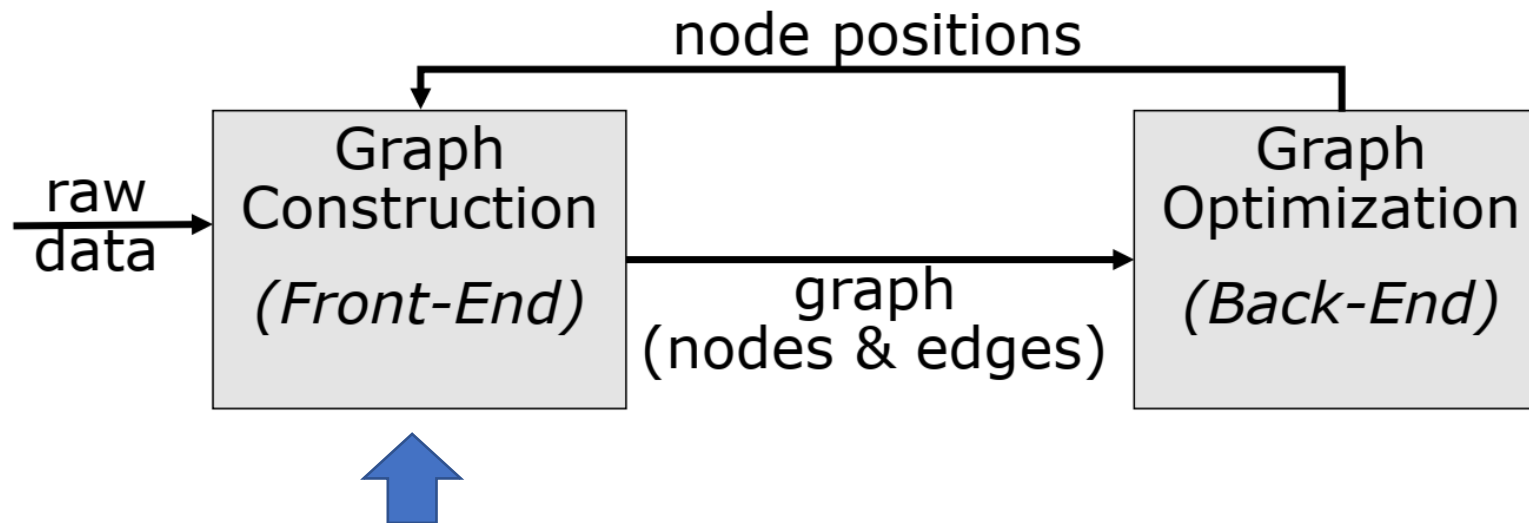 node positions
raw
data
Graph
Construction
(Front-End)
graph
(nodes & edges)
Graph
Optimization
(Back-End)